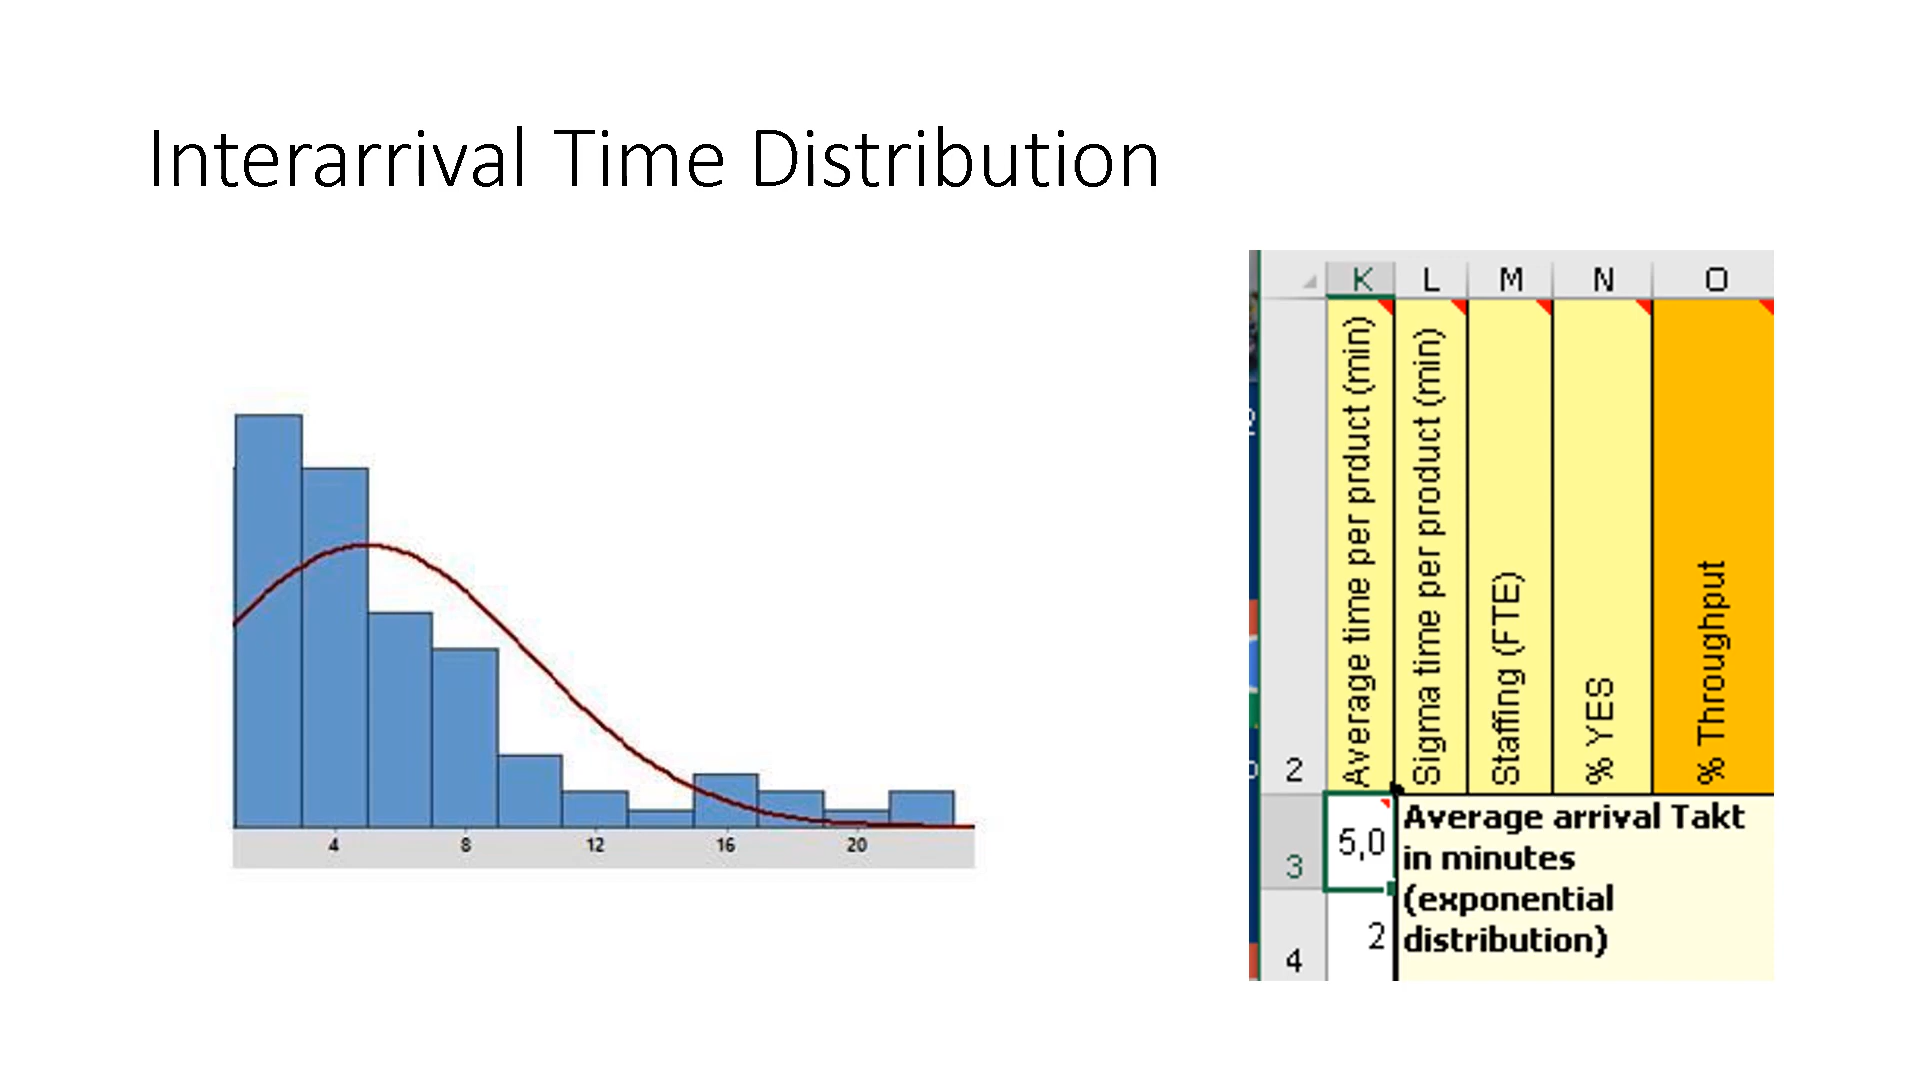 Interarrival Time Distribution
4 8 12 16 20
K L M N O
2
Average time per prduct (min)
Sigma time per product (min)
Staffing (FTE)
% YES
% Throughput
3
5,0
Average arrival Takt
in minutes
(exponential
distribution)
4
2